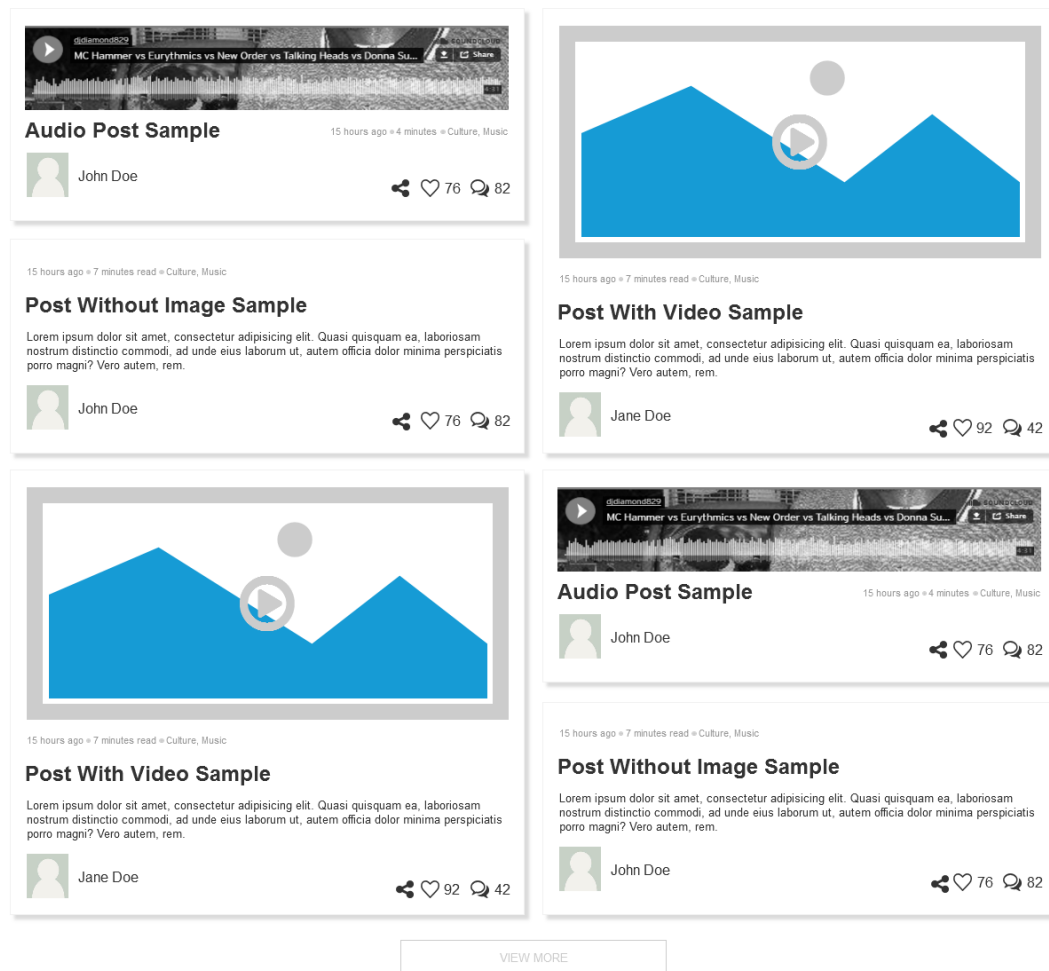 djdiamond829
SOUNDCLOUD
MC Hammer vs Eurythmics vs New Order vs Talking Heads vs Donna Su...
Share
4:31
Audio Post Sample
15 hours ago 4 minutes Culture, Music
John Doe
76 82
15 hours ago 7 minutes read Culture, Music
Post Without Image Sample
Lorem ipsum dolor sit amet, consectetur adipisicing elit. Quasi quisquam ea, laboriosam
nostrum distinctio commodi, ad unde eius laborum ut, autem officia dolor minima perspiciatis
porro magni? Vero autem, rem.
John Doe
76 82
15 hours ago 7 minutes read Culture, Music
Post With Video Sample
Lorem ipsum dolor sit amet, consectetur adipisicing elit. Quasi quisquam ea, laboriosam
nostrum distinctio commodi, ad unde eius laborum ut, autem officia dolor minima perspiciatis
porro magni? Vero autem, rem.
Jane Doe
92 42
15 hours ago 7 minutes read Culture, Music
Post With Video Sample
Lorem ipsum dolor sit amet, consectetur adipisicing elit. Quasi quisquam ea, laboriosam
nostrum distinctio commodi, ad unde eius laborum ut, autem officia dolor minima perspiciatis
porro magni? Vero autem, rem.
Jane Doe
92 42
djdiamond829
SOUNDCLOUD
MC Hammer vs Eurythmics vs New Order vs Talking Heads vs Donna Su...
Share
4:31
Audio Post Sample
15 hours ago 4 minutes Culture, Music
John Doe
76 82
15 hours ago 7 minutes read Culture, Music
Post Without Image Sample
Lorem ipsum dolor sit amet, consectetur adipisicing elit. Quasi quisquam ea, laboriosam
nostrum distinctio commodi, ad unde eius laborum ut, autem officia dolor minima perspiciatis
porro magni? Vero autem, rem.
John Doe
76 82
VIEW MORE